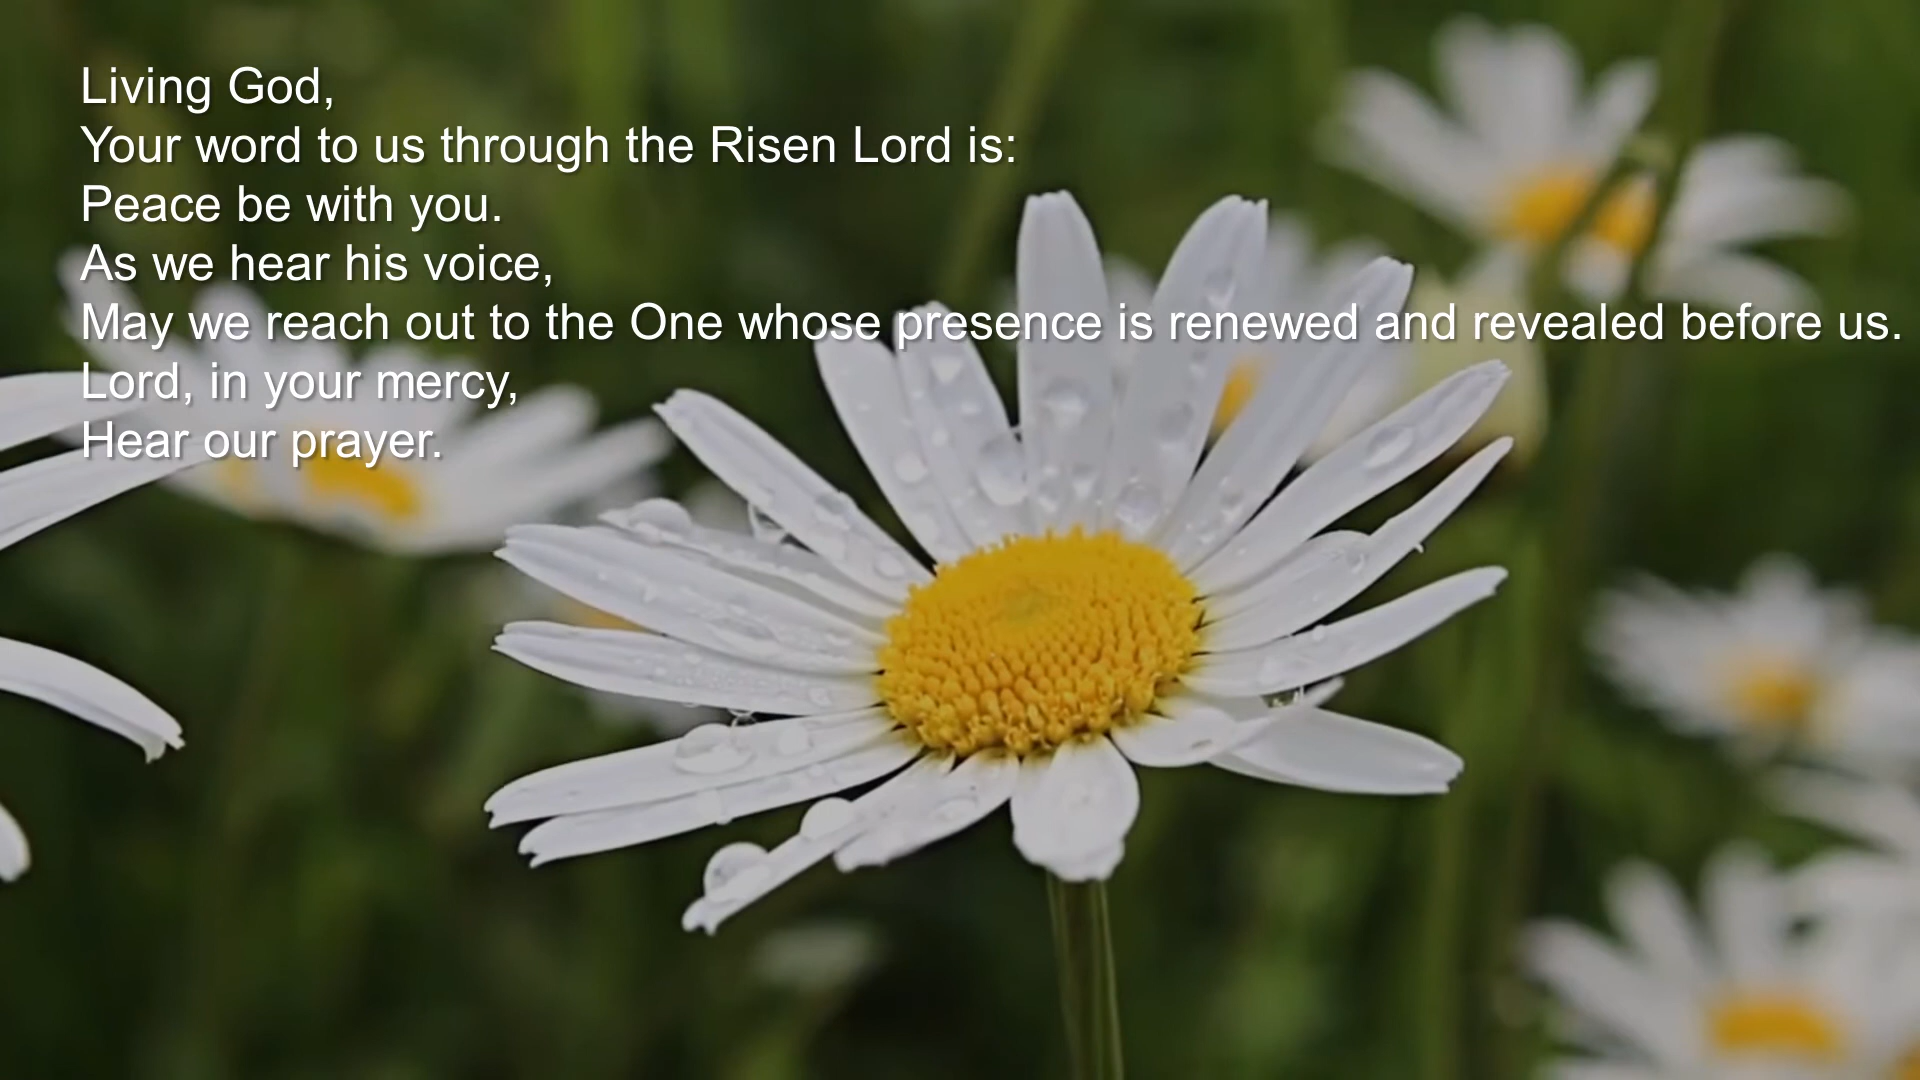 Living God,
Your word to us through the Risen Lord is:
Peace be with you.
As we hear his voice,
May we reach out to the One whose presence is renewed and revealed before us.
Lord, in your mercy,
Hear our prayer.